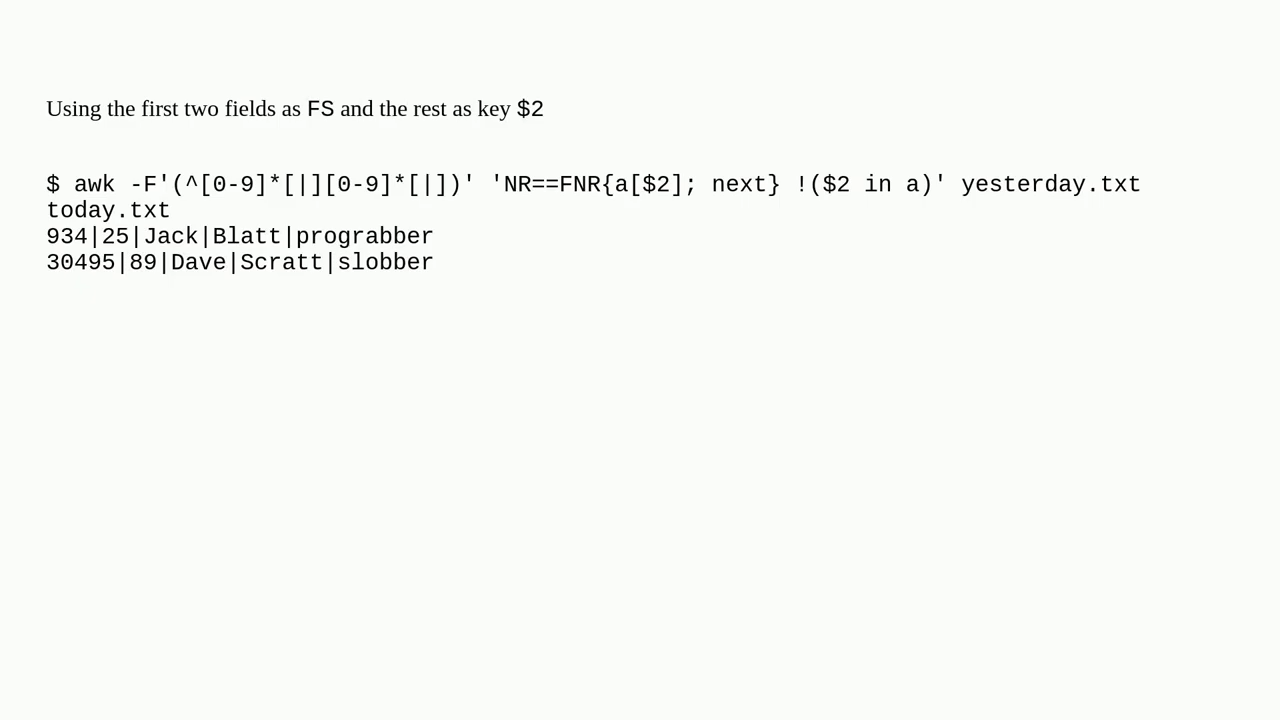 Using the first two fields as FS and the rest as key $2
$ awk -F'(^[0-9]*[|][0-9]*[|])' 'NR==FNR{a[$2]; next} !($2 in a)' yesterday.txt
today.txt
934|25|Jack|Blatt|prograbber
30495|89|Dave|Scratt|slobber